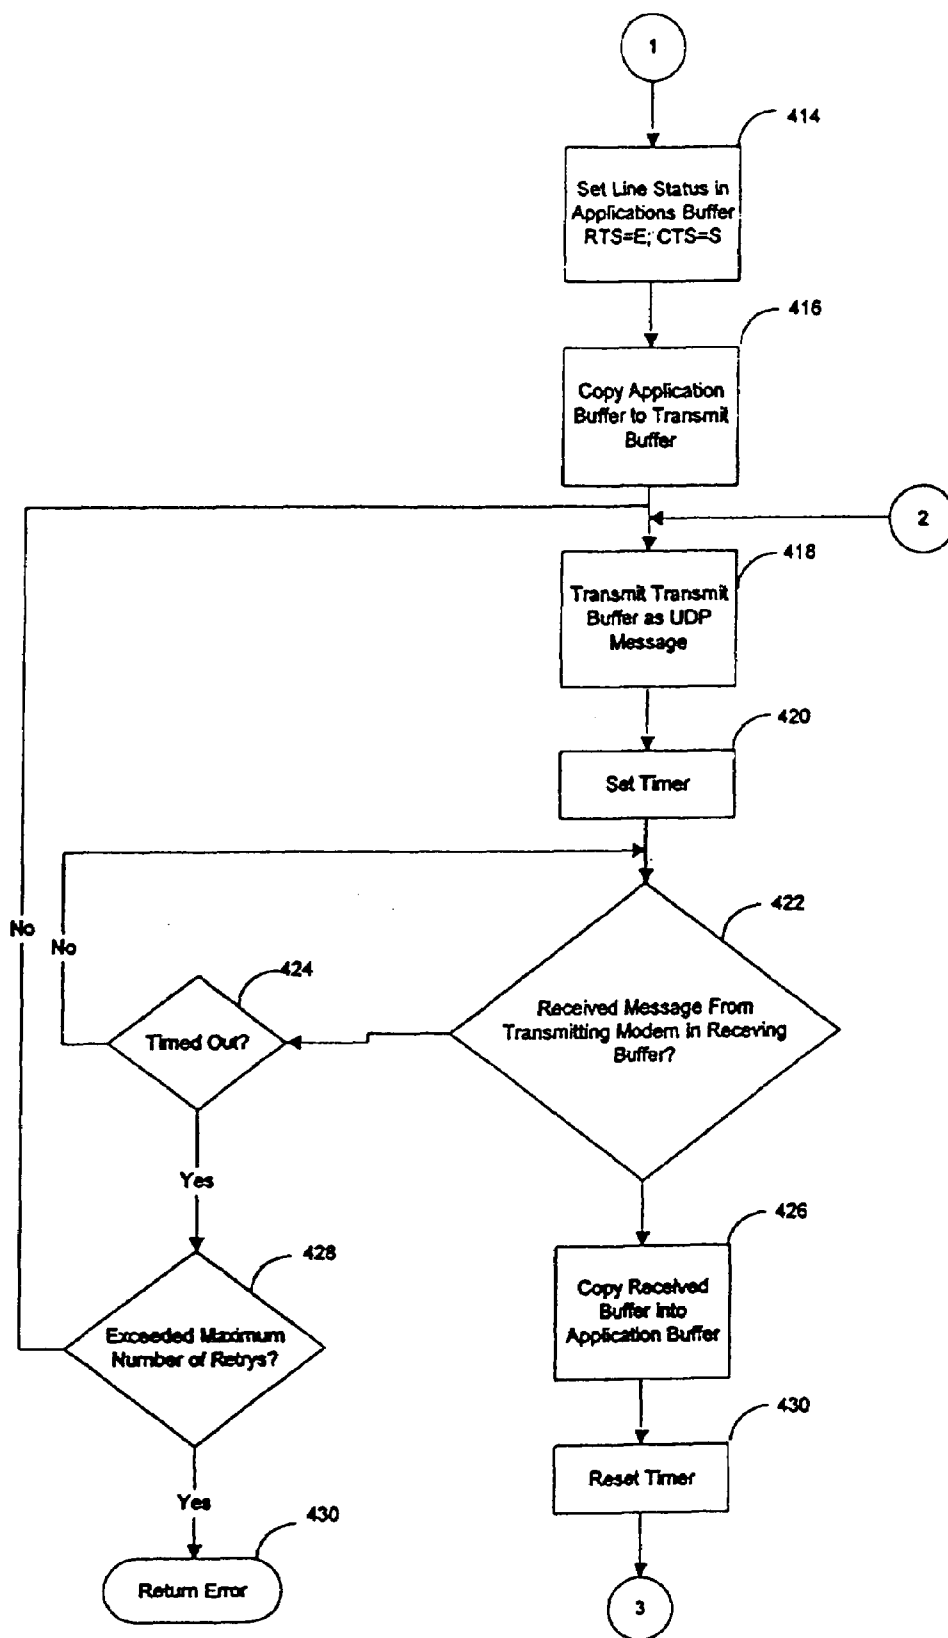 1
414
Set Line Status in
Applications Buffer
RTS=E; CTS=S
416
Copy Application
Buffer to Transmit
Buffer
2
418
Transmit Transmit
Buffer as UDP
Message
420
Set Timer
422
No
No
424
Received Message From
Transmitting Modem in Receving
Buffer?
Timed Out?
Yes
426
428
Copy Received
Buffer into
Application Buffer
Exceeded Maximum
Number of Retrys?
430
Reset Timer
Yes
430
Return Error
3